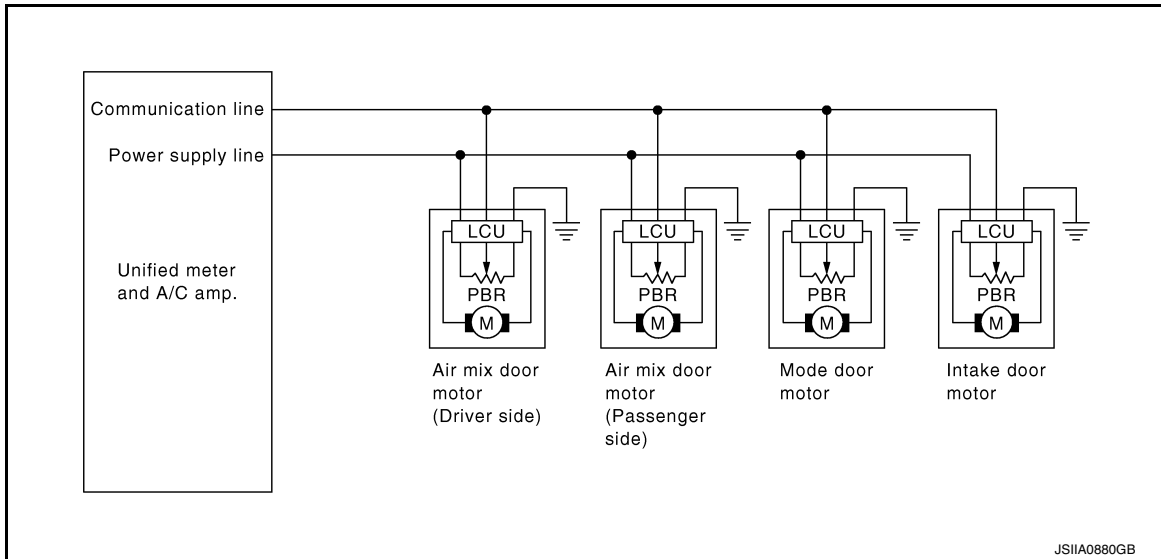 Communication line
Power supply line
Unified meter
and A/C amp.
LCU
PBR
M
Air mix door
motor
(Driver side)
LCU
PBR
M
Air mix door
motor
(Passenger
side)
LCU
PBR
M
Mode door
motor
LCU
PBR
M
Intake door
motor
JSIIA0880GB